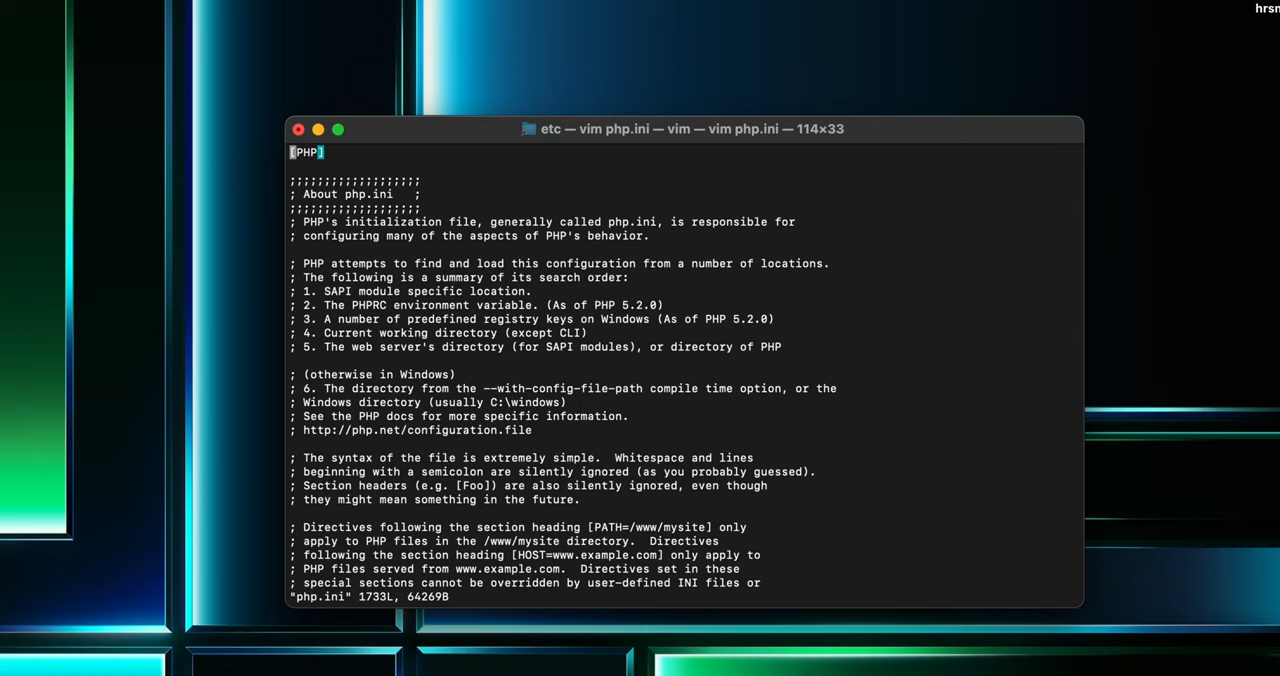 hrsm
etc — vim php.ini — vim — vim php.ini — 114×33
[PHP]
;;;;;;;;;;;;;;;;;;;
; About php.ini   ;
;;;;;;;;;;;;;;;;;;;
; PHP's initialization file, generally called php.ini, is responsible for
; configuring many of the aspects of PHP's behavior.
; PHP attempts to find and load this configuration from a number of locations.
; The following is a summary of its search order:
; 1. SAPI module specific location.
; 2. The PHPRC environment variable. (As of PHP 5.2.0)
; 3. A number of predefined registry keys on Windows (As of PHP 5.2.0)
; 4. Current working directory (except CLI)
; 5. The web server's directory (for SAPI modules), or directory of PHP
; (otherwise in Windows)
; 6. The directory from the --with-config-file-path compile time option, or the
; Windows directory (usually C:\windows)
; See the PHP docs for more specific information.
; http://php.net/configuration.file
; The syntax of the file is extremely simple.  Whitespace and lines
; beginning with a semicolon are silently ignored (as you probably guessed).
; Section headers (e.g. [Foo]) are also silently ignored, even though
; they might mean something in the future.
; Directives following the section heading [PATH=/www/mysite] only
; apply to PHP files in the /www/mysite directory.  Directives
; following the section heading [HOST=www.example.com] only apply to
; PHP files served from www.example.com.  Directives set in these
; special sections cannot be overridden by user-defined INI files or
"php.ini" 1733L, 64269B